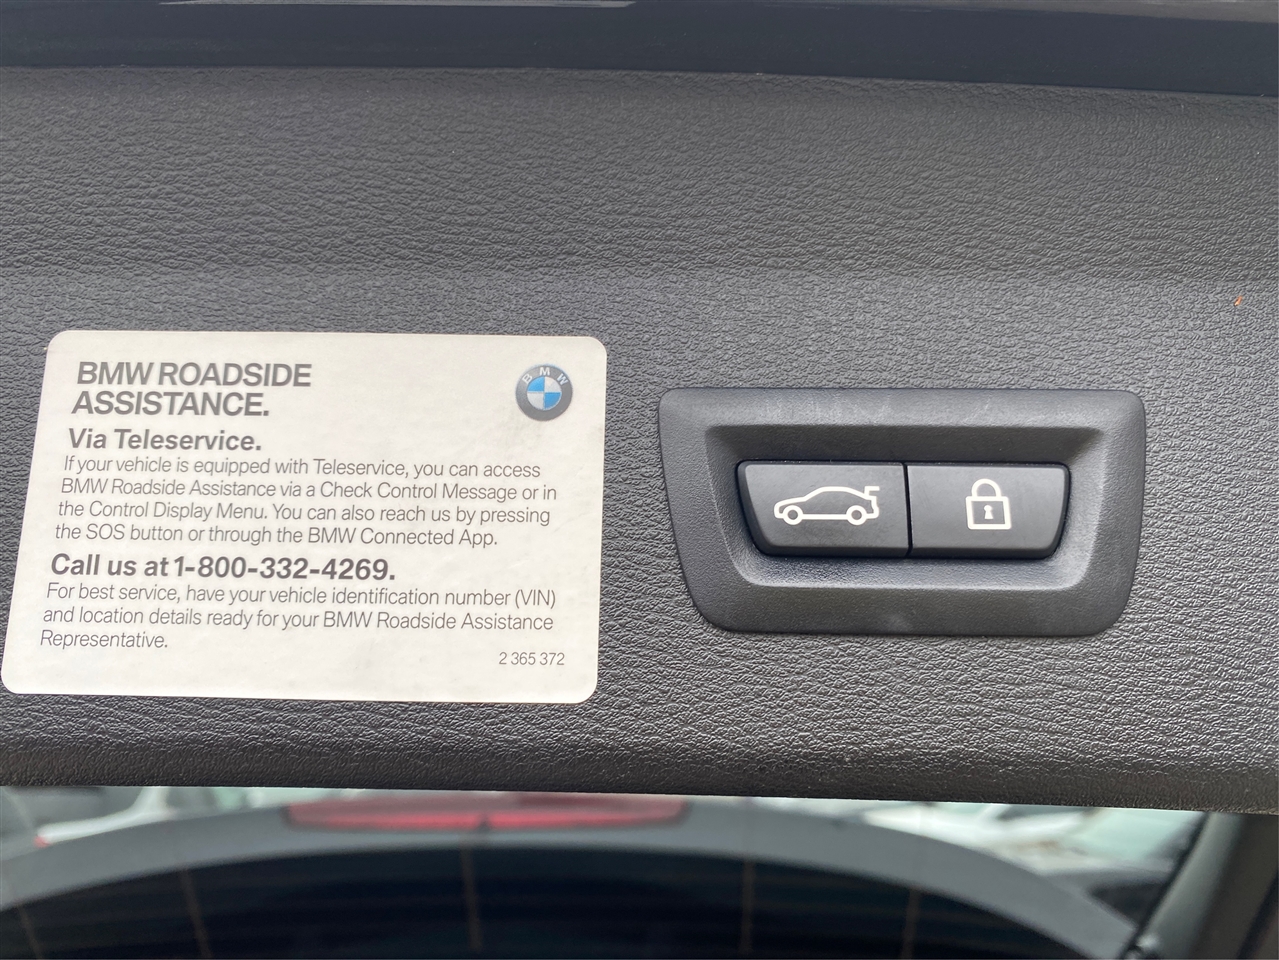 BMW ROADSIDE
ASSISTANCE.
BMW
Via Teleservice.
If your vehicle is equipped with Teleservice, you can access
BMW Roadside Assistance via a Check Control Message or in
the Control Display Menu. You can also reach us by pressing
the SOS button or through the BMW Connected App.
Call us at 1-800-332-4269.
For best service, have your vehicle identification number (VIN)
and location details ready for your BMW Roadside Assistance
Representative.
2 365 372